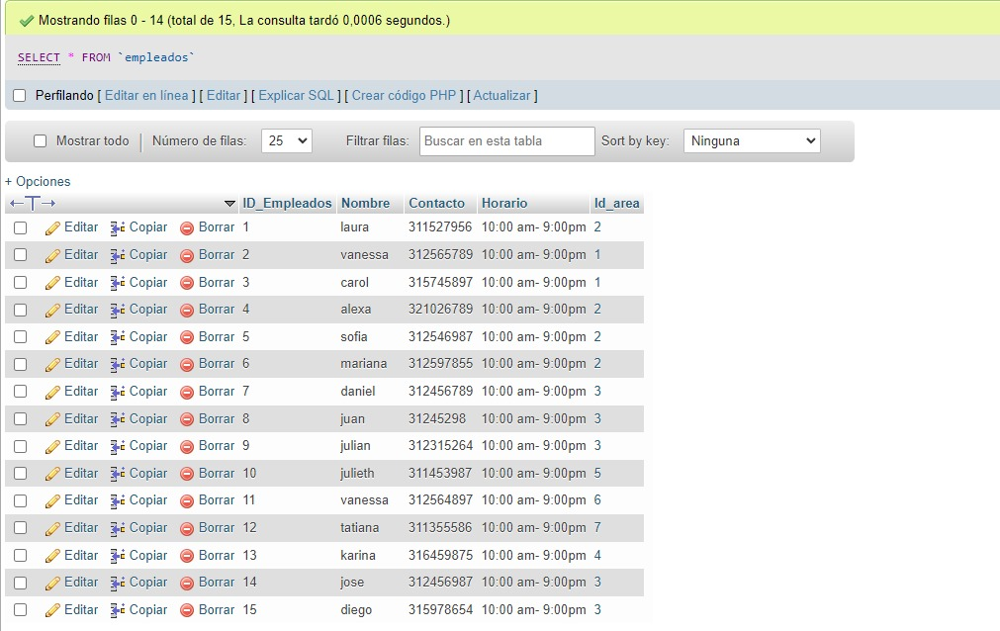 Mostrando filas 0 - 14 (total de 15, La consulta tardó 0,0006 segundos.)
SELECT * FROM `empleados`
Perfilando [ Editar en línea ] [ Editar ] [ Explicar SQL ] [ Crear código PHP ] [ Actualizar ]
Mostrar todo | Número de filas: 25 Filtrar filas: Buscar en esta tabla Sort by key: Ninguna
+ Opciones
←T→ ID_Empleados Nombre Contacto Horario Id_area
Editar Copiar Borrar 1 laura 311527956 10:00 am- 9:00pm 2
Editar Copiar Borrar 2 vanessa 312565789 10:00 am- 9:00pm 1
Editar Copiar Borrar 3 carol 315745897 10:00 am- 9:00pm 1
Editar Copiar Borrar 4 alexa 321026789 10:00 am- 9:00pm 2
Editar Copiar Borrar 5 sofia 312546987 10:00 am- 9:00pm 2
Editar Copiar Borrar 6 mariana 312597855 10:00 am- 9:00pm 2
Editar Copiar Borrar 7 daniel 312456789 10:00 am- 9:00pm 3
Editar Copiar Borrar 8 juan 31245298 10:00 am- 9:00pm 3
Editar Copiar Borrar 9 julian 312315264 10:00 am- 9:00pm 3
Editar Copiar Borrar 10 julieth 311453987 10:00 am- 9:00pm 5
Editar Copiar Borrar 11 vanessa 312564897 10:00 am- 9:00pm 6
Editar Copiar Borrar 12 tatiana 311355586 10:00 am- 9:00pm 7
Editar Copiar Borrar 13 karina 316459875 10:00 am- 9:00pm 4
Editar Copiar Borrar 14 jose 312456987 10:00 am- 9:00pm 3
Editar Copiar Borrar 15 diego 315978654 10:00 am- 9:00pm 3